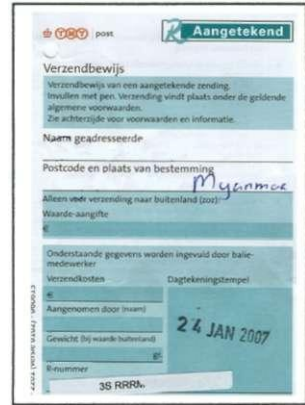 TNT post
R Aangetekend
Verzendbewijs
Verzendbewijs van een aangetekende zending.
Invullen met pen. Verzending vindt plaats onder de geldende
algemene voorwaarden.
Zie achterzijde voor voorwaarden en informatie.
Naam geadresseerde
Postcode en plaats van bestemming
Myanmar
Alleen voor verzending naar buitenland (zoz):
Waarde-aangifte
€
Onderstaande gegevens worden ingevuld door balie-
medewerker
Verzendkosten Dagtekeningstempel
€
Aangenomen door (naam)
24 JAN 2007
Gewicht (bij waarde buitenland)
R-nummer
3S RRRN